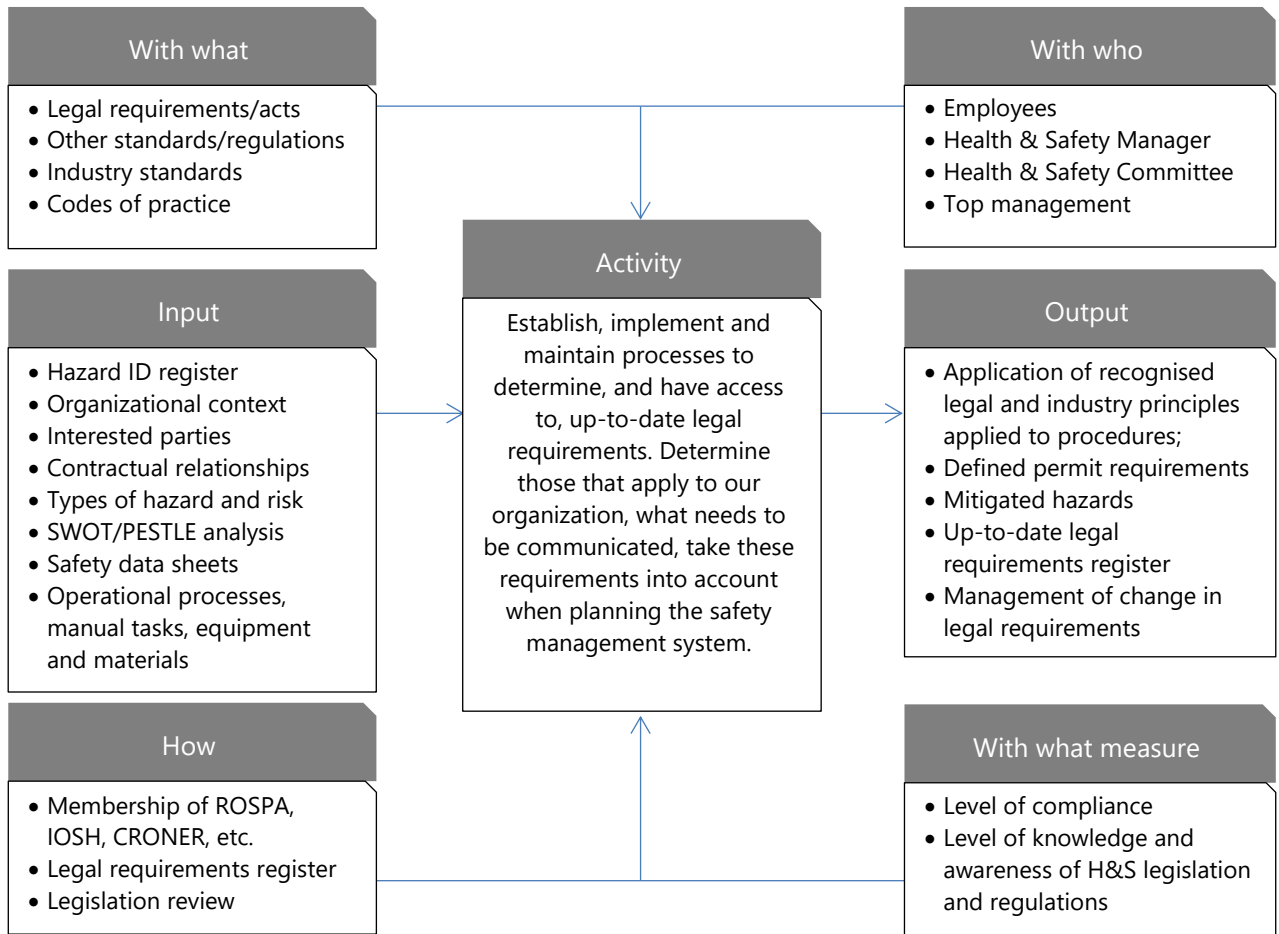 With what
• Legal requirements/acts
• Other standards/regulations
• Industry standards
• Codes of practice
With who
• Employees
• Health & Safety Manager
• Health & Safety Committee
• Top management
Input
• Hazard ID register
• Organizational context
• Interested parties
• Contractual relationships
• Types of hazard and risk
• SWOT/PESTLE analysis
• Safety data sheets
• Operational processes,
manual tasks, equipment
and materials
Activity
Establish, implement and
maintain processes to
determine, and have access
to, up-to-date legal
requirements. Determine
those that apply to our
organization, what needs to
be communicated, take these
requirements into account
when planning the safety
management system.
Output
• Application of recognised
legal and industry principles
applied to procedures;
• Defined permit requirements
• Mitigated hazards
• Up-to-date legal
requirements register
• Management of change in
legal requirements
How
• Membership of ROSPA,
IOSH, CRONER, etc.
• Legal requirements register
• Legislation review
With what measure
• Level of compliance
• Level of knowledge and
awareness of H&S legislation
and regulations